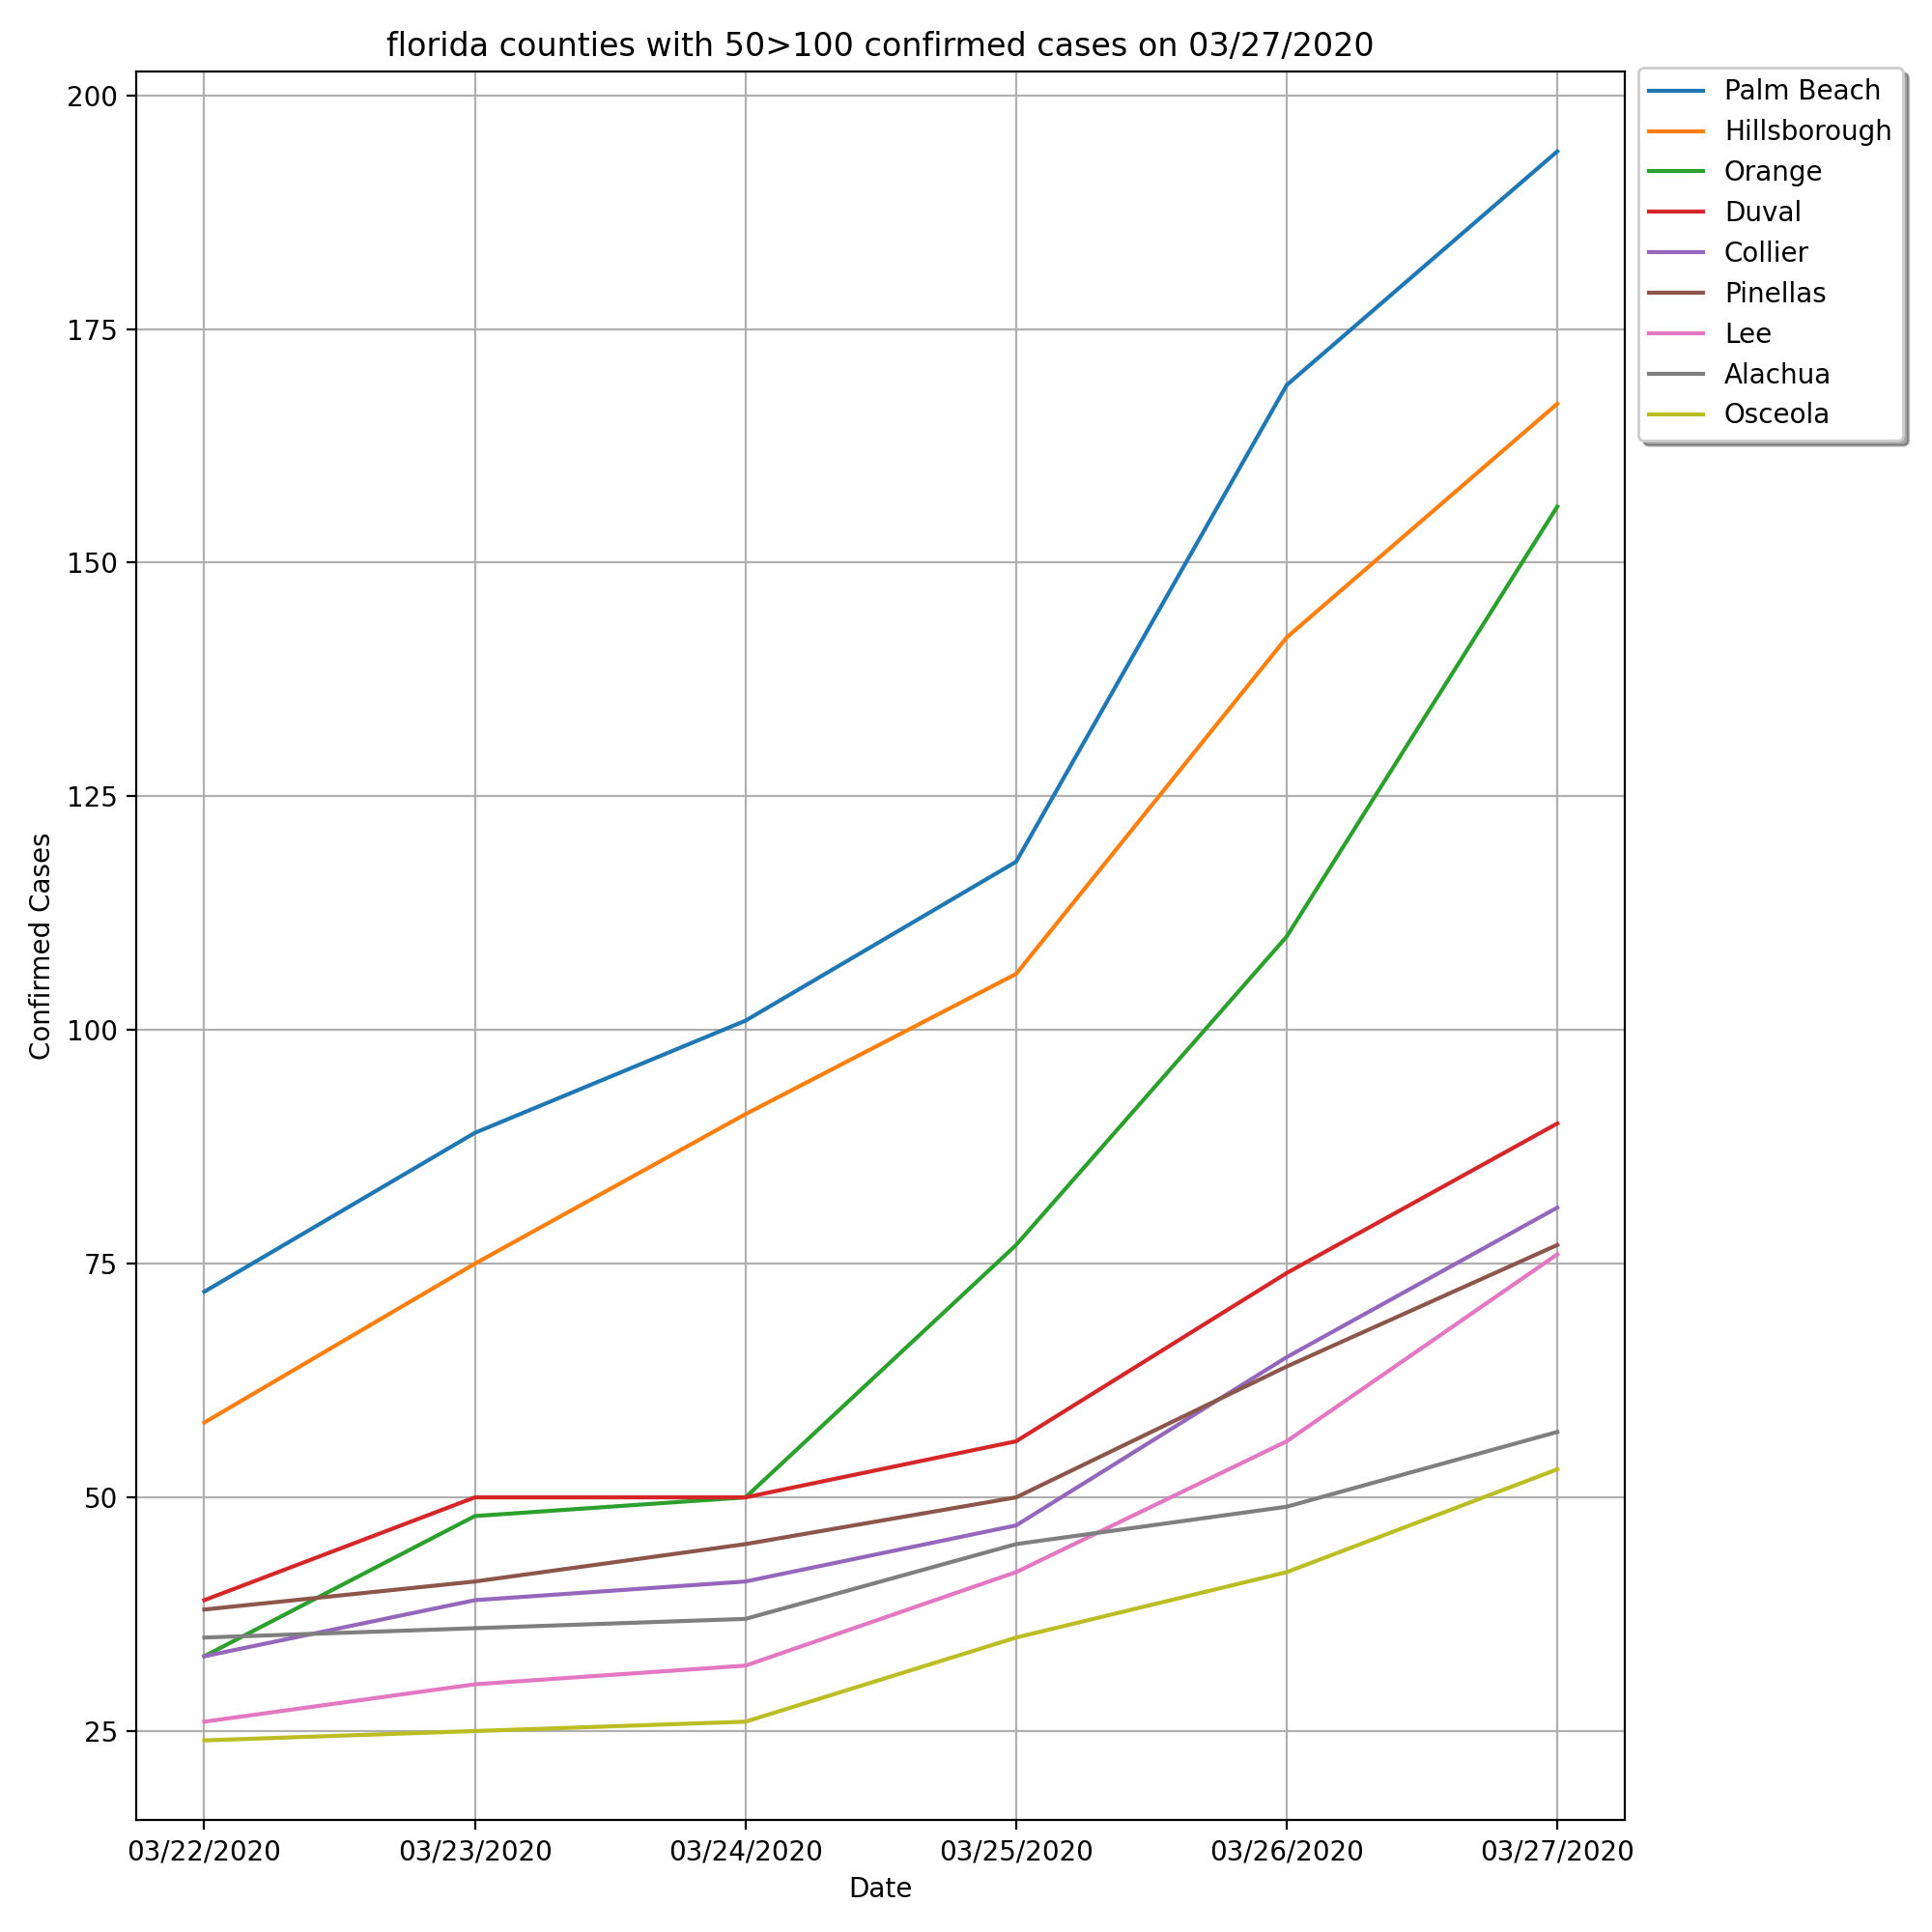 florida counties with 50>100 confirmed cases on 03/27/2020
200
175
150
125
100
75
50
25
Confirmed Cases
03/22/2020 03/23/2020 03/24/2020 03/25/2020 03/26/2020 03/27/2020
Date
Palm Beach
Hillsborough
Orange
Duval
Collier
Pinellas
Lee
Alachua
Osceola